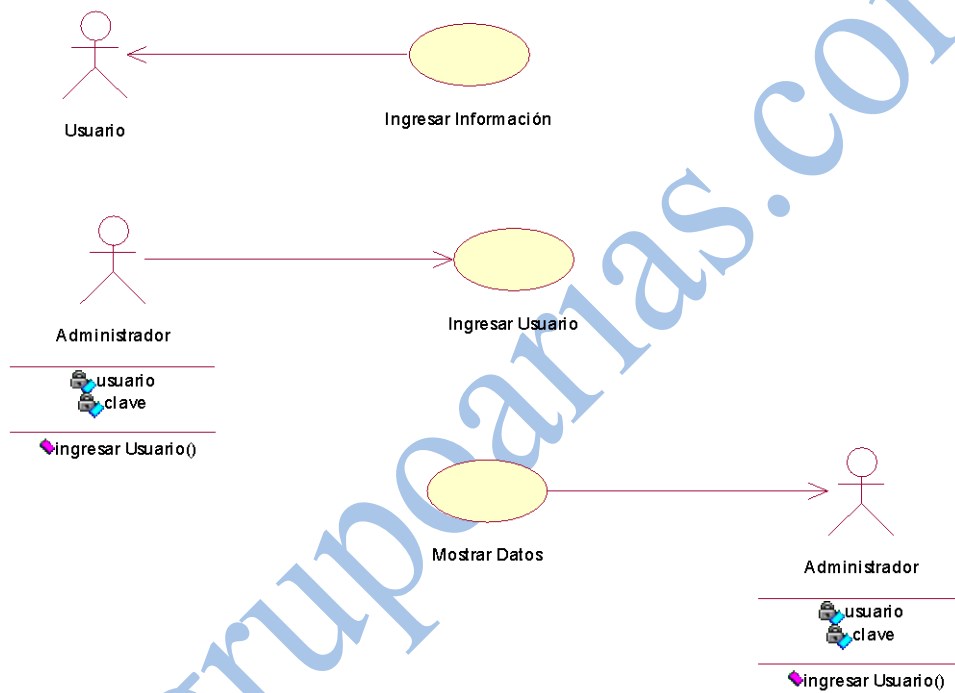 Usuario
Ingresar Información
Administrador
usuario
clave
ingresar Usuario()
Ingresar Usuario
Mostrar Datos
Administrador
usuario
clave
ingresar Usuario()
grupoarias.com